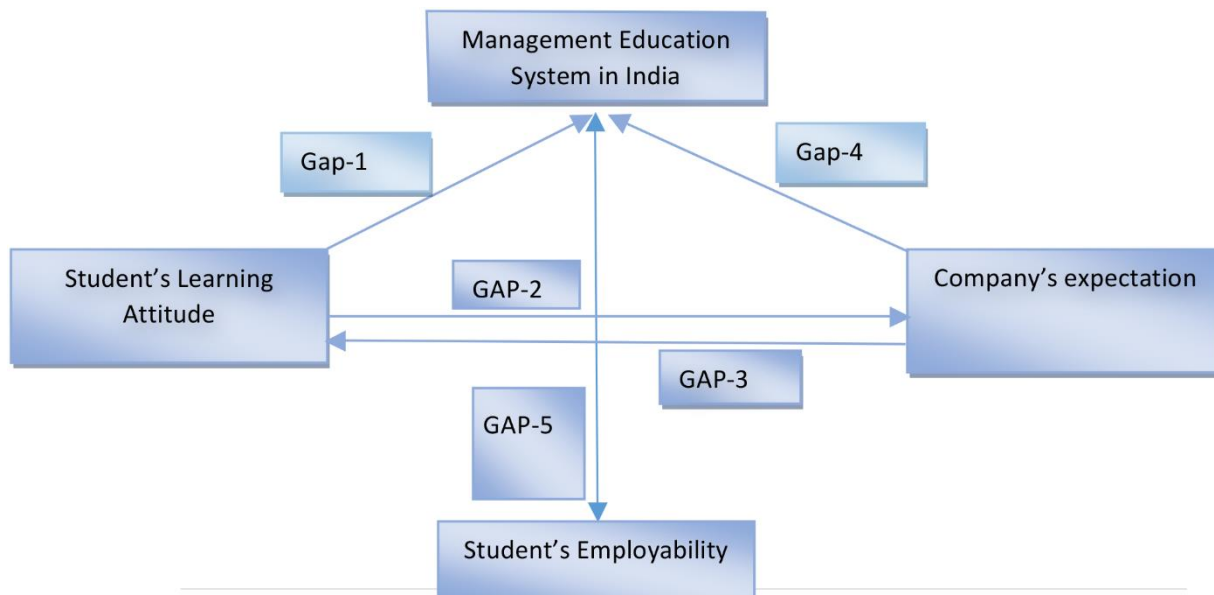 Management Education
System in India
Gap-1
Gap-4
Student’s Learning
Attitude
GAP-2
Company’s expectation
GAP-3
GAP-5
Student’s Employability